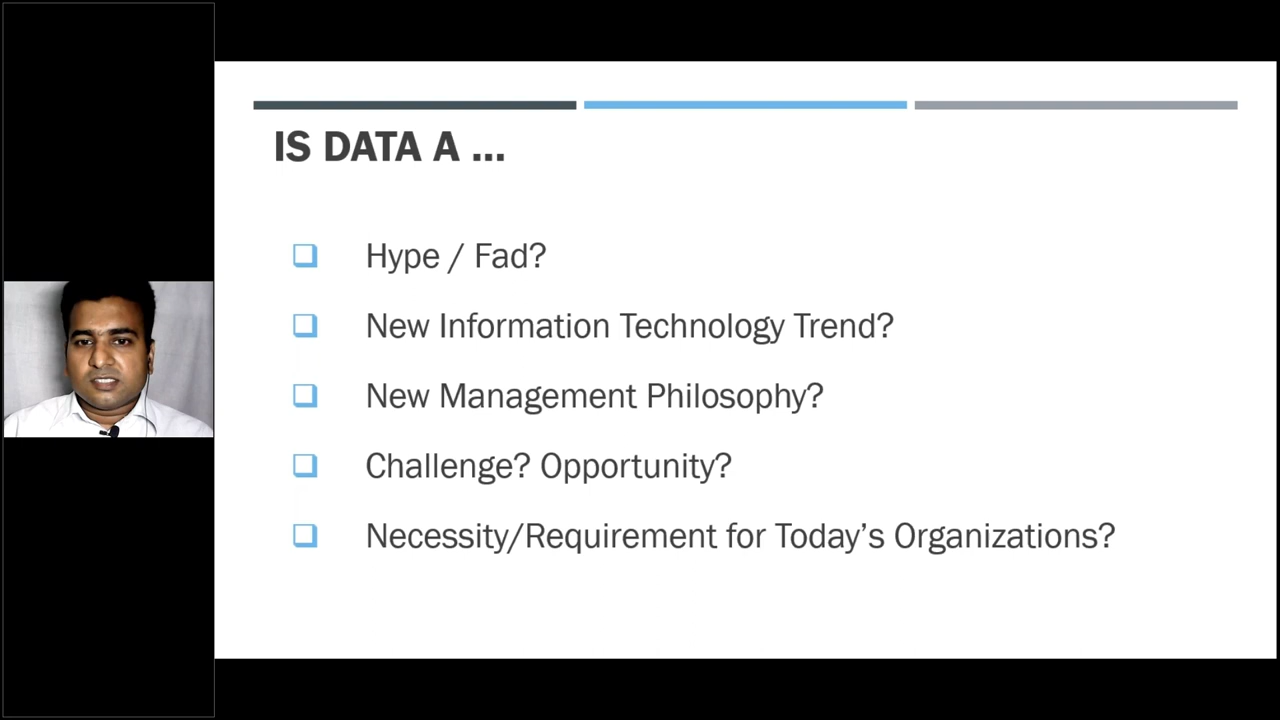 IS DATA A ...
Hype / Fad?
New Information Technology Trend?
New Management Philosophy?
Challenge? Opportunity?
Necessity/Requirement for Today’s Organizations?